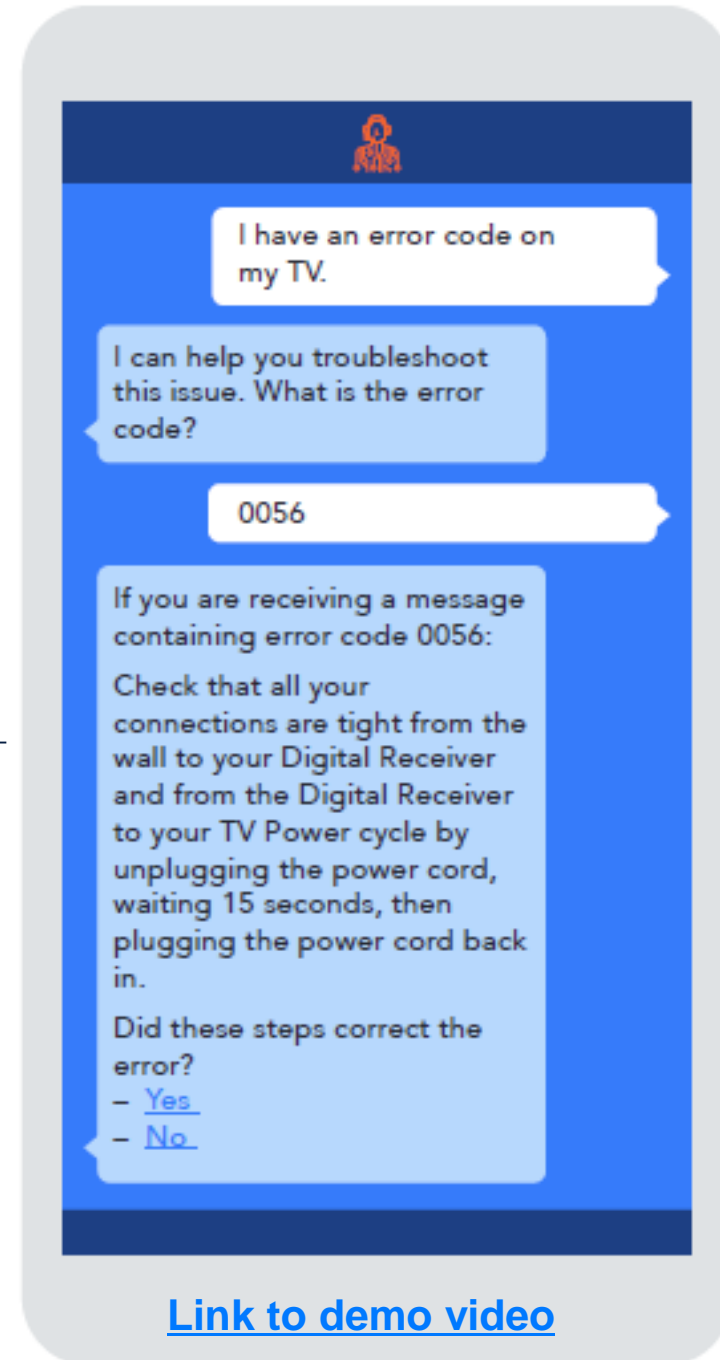 I have an error code on
my TV.
I can help you troubleshoot
this issue. What is the error
code?
0056
If you are receiving a message
containing error code 0056:
Check that all your
connections are tight from the
wall to your Digital Receiver
and from the Digital Receiver
to your TV Power cycle by
unplugging the power cord,
waiting 15 seconds, then
plugging the power cord back
in.
Did these steps correct the
error?
– Yes
– No
Link to demo video